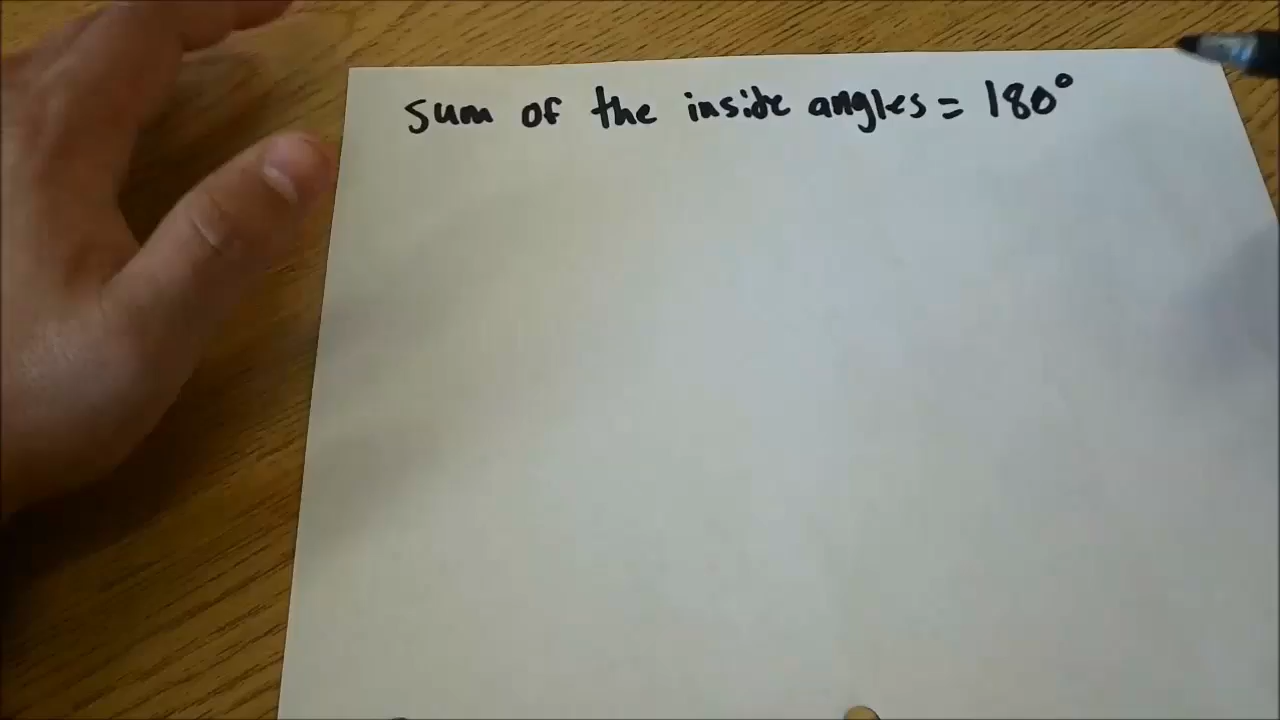 Sum of the inside angles = 180°